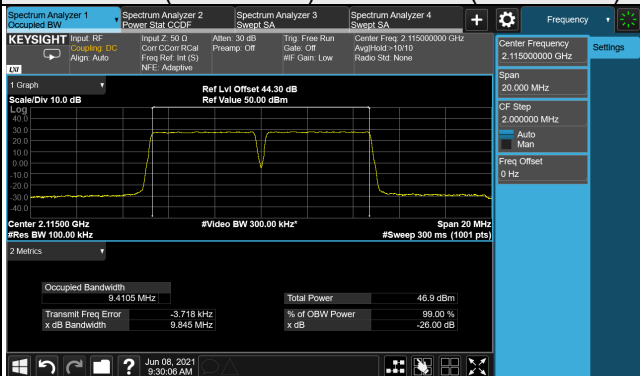 Spectrum Analyzer 1
Occupied BW
Spectrum Analyzer 2
Power Stat CCDF
Spectrum Analyzer 3
Swept SA
Spectrum Analyzer 4
Swept SA
+
Frequency
KEYSIGHT
LXI
Input: RF
Coupling: DC
Align: Auto
Input Z: 50 Ω
Corr CCorr RCal
Freq Ref: Int (S)
NFE: Adaptive
Atten: 30 dB
Preamp: Off
Trig: Free Run
Gate: Off
#IF Gain: Low
Center Freq: 2.115000000 GHz
Avg|Hold:>10/10
Radio Std: None
Center Frequency
2.115000000 GHz
Settings
Span
20.000 MHz
CF Step
2.000000 MHz
Auto
Man
Freq Offset
0 Hz
1 Graph
Scale/Div 10.0 dB
Ref Lvl Offset 44.30 dB
Ref Value 50.00 dBm
Log
40.0
30.0
20.0
10.0
0.00
-10.0
-20.0
-30.0
-40.0
Center 2.11500 GHz
#Res BW 100.00 kHz
#Video BW 300.00 kHz*
Span 20 MHz
#Sweep 300 ms (1001 pts)
2 Metrics
Occupied Bandwidth
9.4105 MHz
Total Power 46.9 dBm
Transmit Freq Error -3.718 kHz
x dB Bandwidth 9.845 MHz
% of OBW Power 99.00 %
x dB -26.00 dB
?
Jun 08, 2021
9:30:06 AM